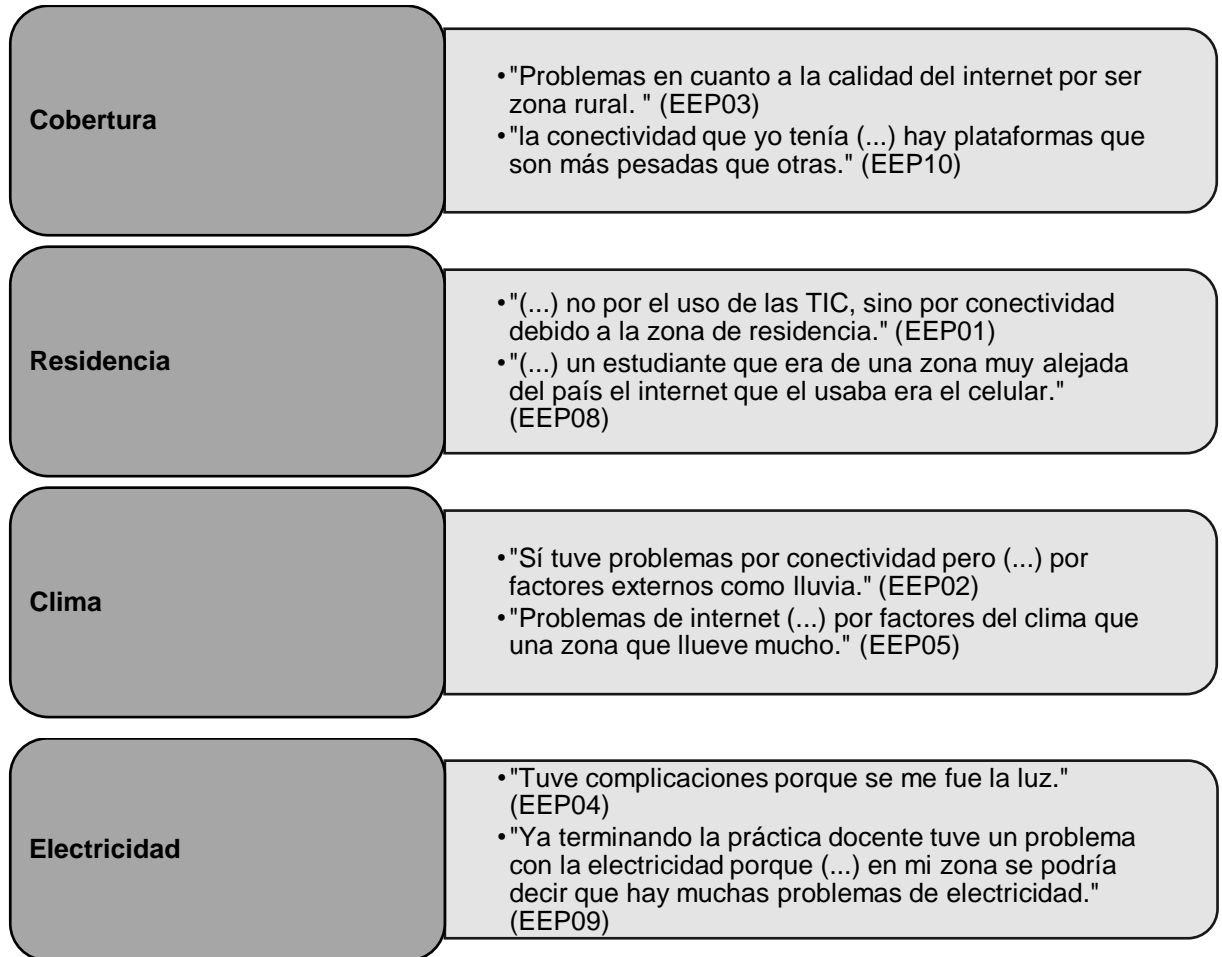 Cobertura
•"Problemas en cuanto a la calidad del internet por ser
zona rural. " (EEP03)
•"la conectividad que yo tenía (...) hay plataformas que
son más pesadas que otras." (EEP10)
Residencia
•"(...) no por el uso de las TIC, sino por conectividad
debido a la zona de residencia." (EEP01)
•"(...) un estudiante que era de una zona muy alejada
del país el internet que el usaba era el celular."
(EEP08)
Clima
•"Sí tuve problemas por conectividad pero (...) por
factores externos como lluvia." (EEP02)
•"Problemas de internet (...) por factores del clima que
una zona que llueve mucho." (EEP05)
Electricidad
•"Tuve complicaciones porque se me fue la luz."
(EEP04)
•"Ya terminando la práctica docente tuve un problema
con la electricidad porque (...) en mi zona se podría
decir que hay muchas problemas de electricidad."
(EEP09)